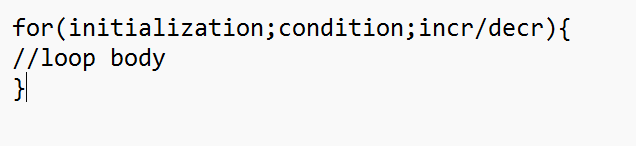 for(initialization;condition;incr/decr){
//loop body
}